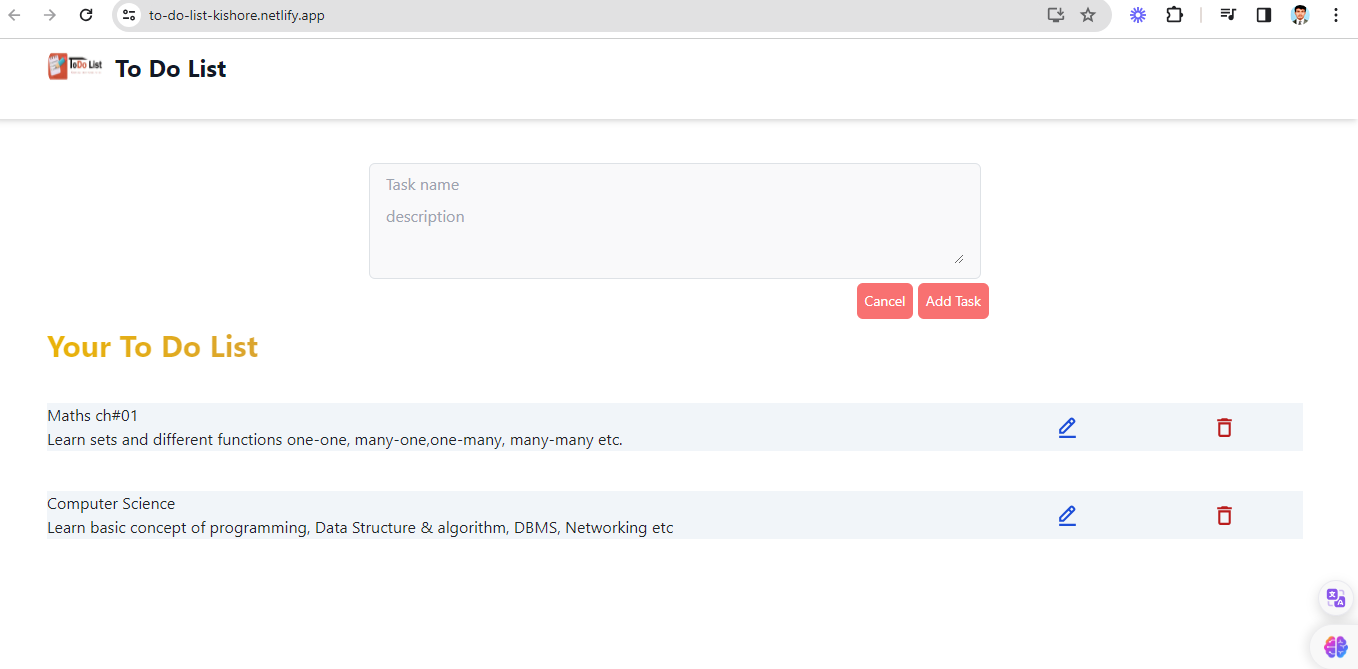 to-do-list-kishore.netlify.app
ToDo List
To Do List
Task name
description
Cancel
Add Task
Your To Do List
Maths ch#01
Learn sets and different functions one-one, many-one,one-many, many-many etc.
Computer Science
Learn basic concept of programming, Data Structure & algorithm, DBMS, Networking etc